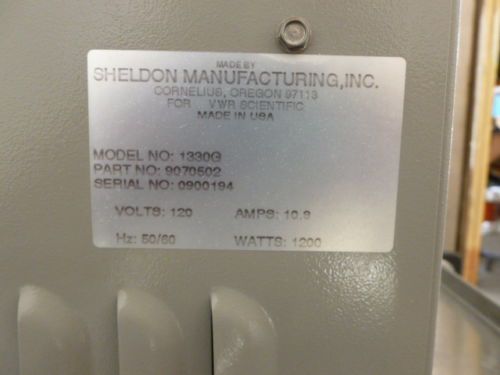 MADE BY
SHELDON MANUFACTURING, INC.
CORNELIUS, OREGON 97113
FOR VWR SCIENTIFIC
MADE IN USA
MODEL NO: 1330G
PART NO: 9070502
SERIAL NO: 0900194
VOLTS: 120 AMPS: 10.9
Hz: 50/60 WATTS: 1200